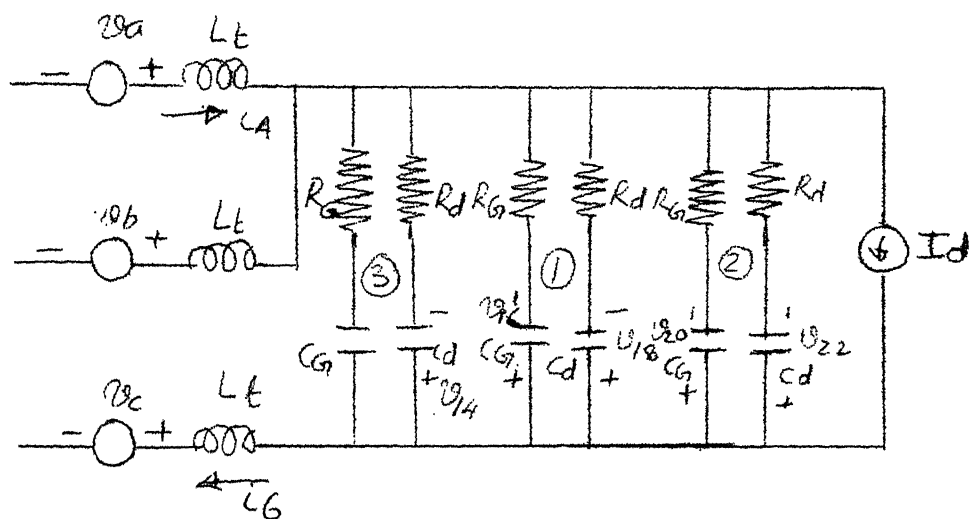 va Lt
− + iA
RG Rd RG Rd RG Rd
vb Lt
− +
3 1 2 Id
v16 v18 v20 v22
CG Cd CG Cd CG Cd
− + v14
vc Lt
− +
iG